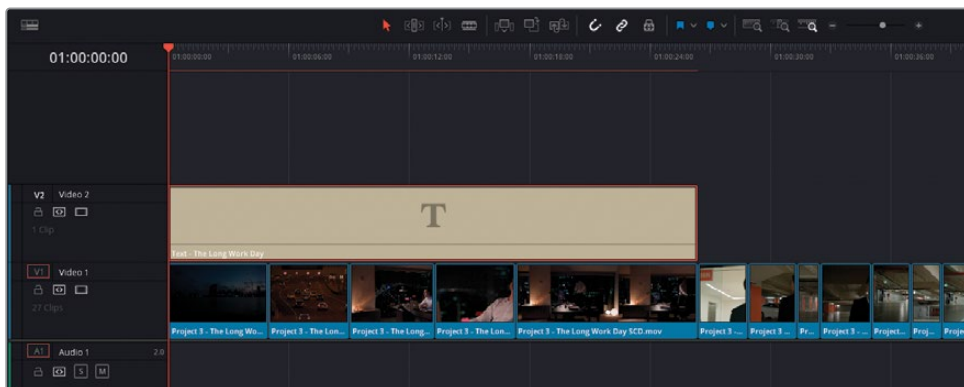 01:00:00:00
01:00:00:00 01:00:06:00 01:00:12:00 01:00:18:00 01:00:24:00 01:00:30:00 01:00:36:00
V2 Video 2
1 Clip
T
Text - The Long Work Day
V1 Video 1
27 Clips
Project 3 - The Long Wo... Project 3 - The Lon... Project 3 - The Long... Project 3 - The Lon... Project 3 - The Long Work Day SCD.mov Project 3 -... Project 3 ... Pr... Project 3 - ... Project... Proj... Proje
A1 Audio 1 2.0
S M